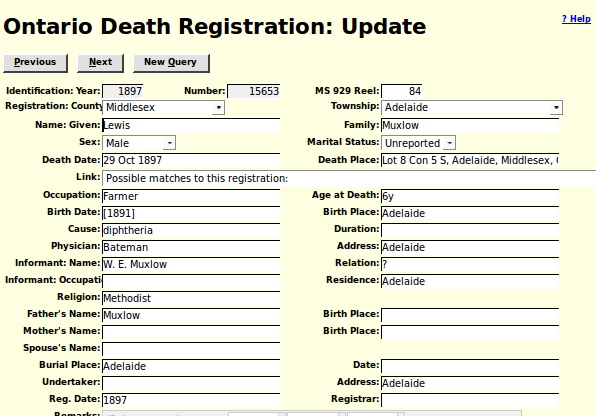 Ontario Death Registration: Update
? Help
Previous Next New Query
Identification: Year: 1897 Number: 15653 MS 929 Reel: 84
Registration: County Middlesex Township: Adelaide
Name: Given: Lewis Family: Muxlow
Sex: Male Marital Status: Unreported
Death Date: 29 Oct 1897 Death Place: Lot 8 Con 5 S, Adelaide, Middlesex,
Link: Possible matches to this registration:
Occupation: Farmer Age at Death: 6y
Birth Date: [1891] Birth Place: Adelaide
Cause: diphtheria Duration:
Physician: Bateman Address: Adelaide
Informant: Name: W. E. Muxlow Relation: ?
Informant: Occupati Residence: Adelaide
Religion: Methodist
Father's Name: Muxlow Birth Place:
Mother's Name: Birth Place:
Spouse's Name:
Burial Place: Adelaide Date:
Undertaker: Address: Adelaide
Reg. Date: 1897 Registrar:
Remarks: